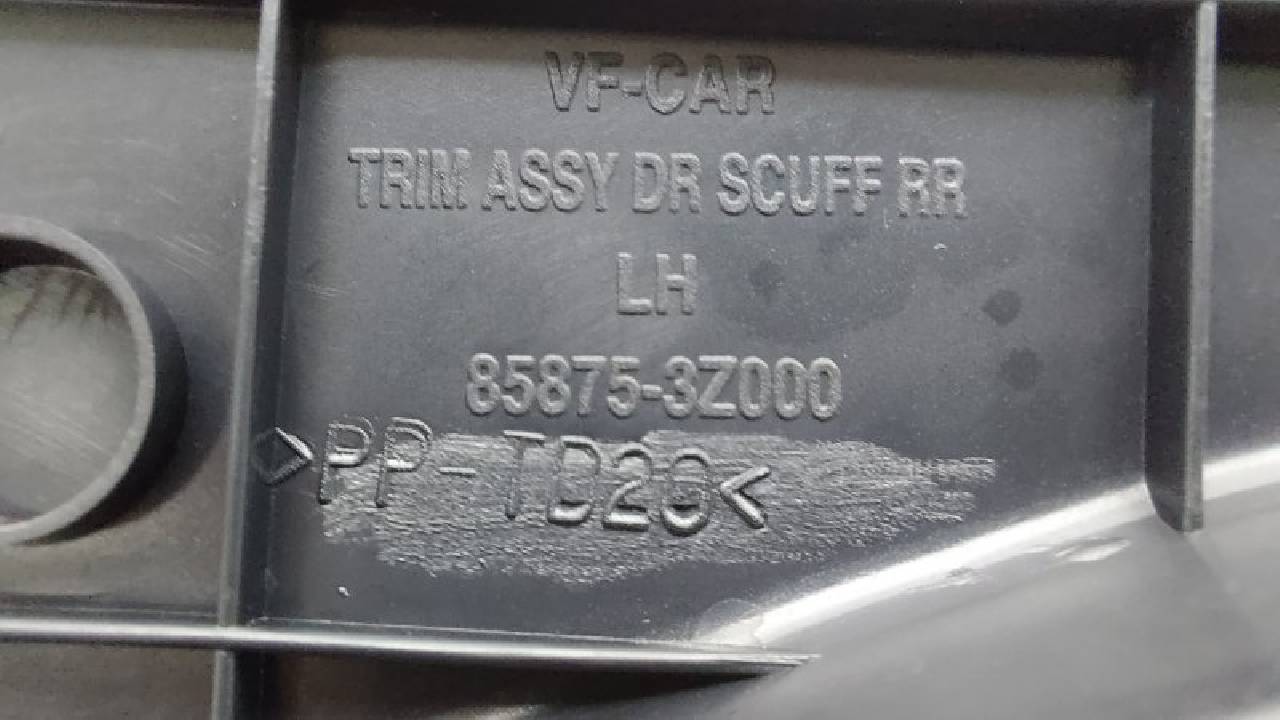 VF-CAR
TRIM ASSY DR SCUFF RR
LH
85875-3Z000
>PP-TD20<